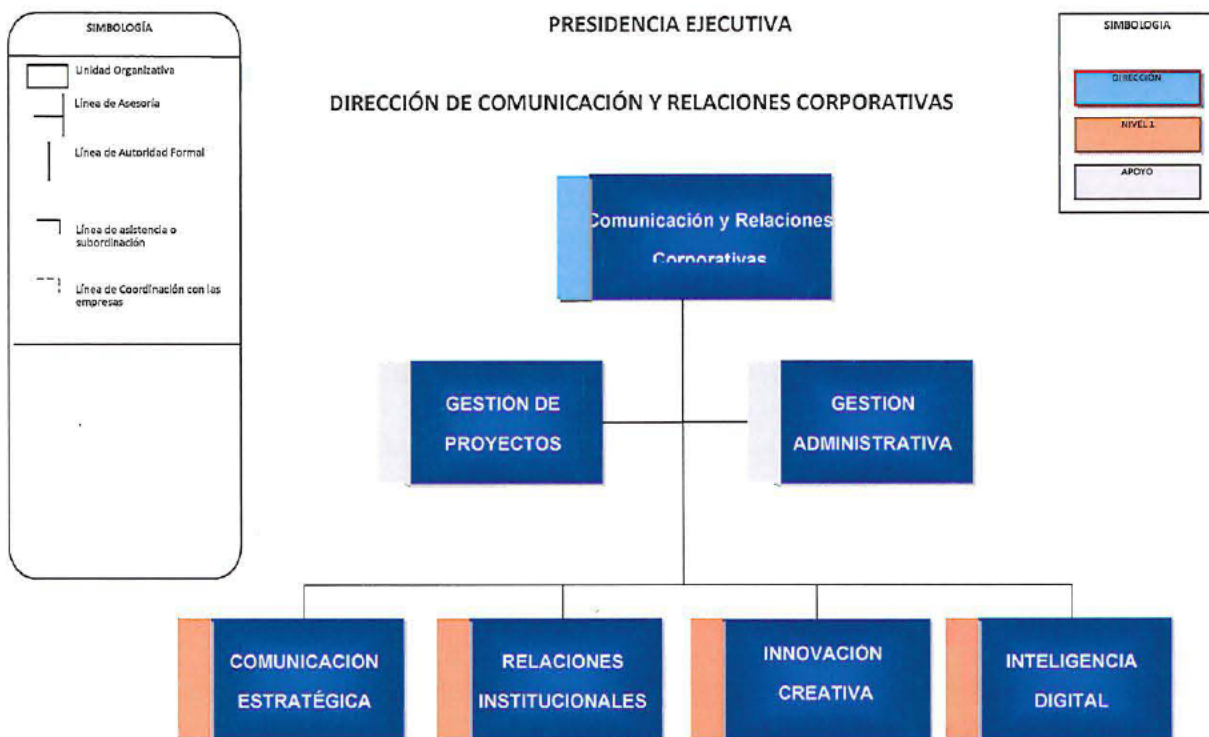 SIMBOLOGÍA
Unidad Organizativa
Línea de Asesoría
Línea de Autoridad Formal
Línea de asistencia o
subordinación
Línea de Coordinación con las
empresas
PRESIDENCIA EJECUTIVA
DIRECCIÓN DE COMUNICACIÓN Y RELACIONES CORPORATIVAS
SIMBOLOGIA
DIRECCIÓN
NIVEL 1
APOYO
Comunicación y Relaciones
Corporativas
GESTIÓN DE
PROYECTOS
GESTION
ADMINISTRATIVA
COMUNICACIÓN
ESTRATÉGICA
RELACIONES
INSTITUCIONALES
INNOVACIÓN
CREATIVA
INTELIGENCIA
DIGITAL